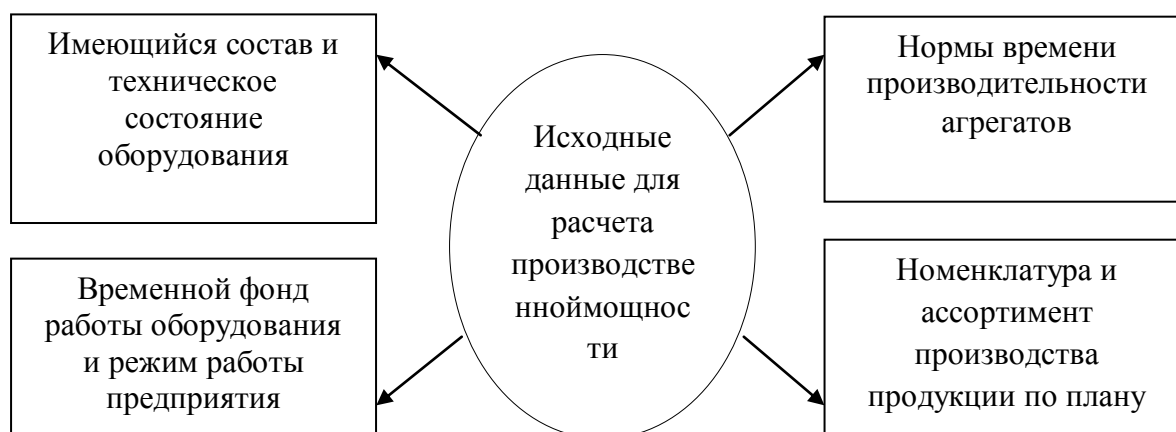 Имеющийся состав и
техническое
состояние
оборудования
Исходные
данные для
расчета
производстве
нноймощнос
ти
Нормы времени
производительности
агрегатов
Временной фонд
работы оборудования
и режим работы
предприятия
Номенклатура и
ассортимент
производства
продукции по плану